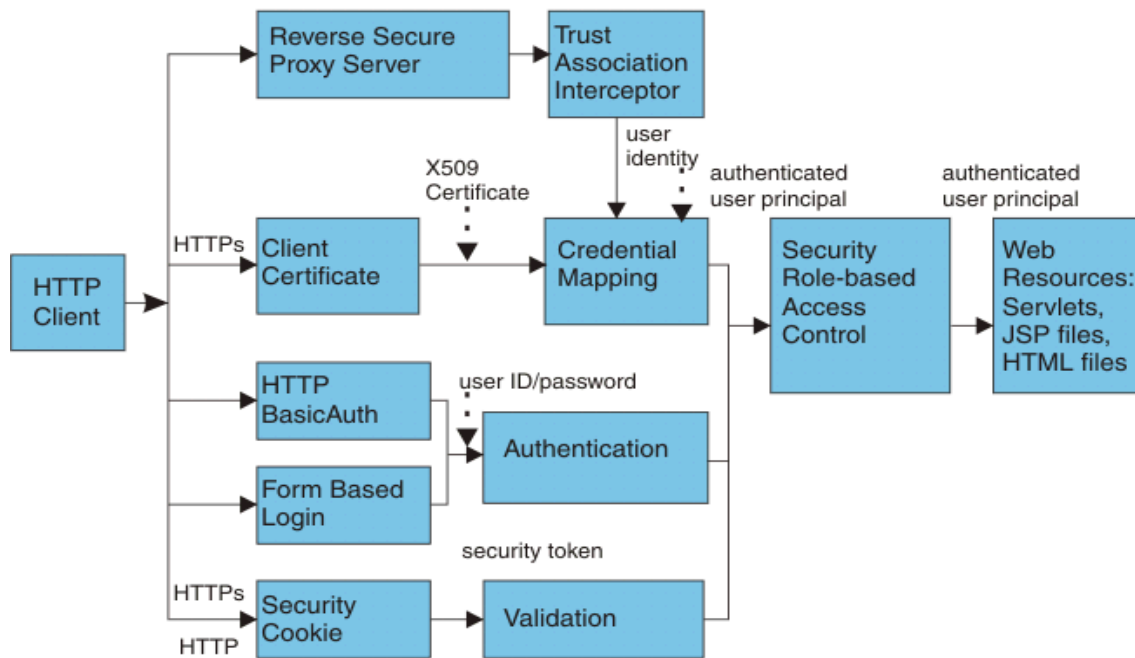 Reverse Secure
Proxy Server
Trust
Association
Interceptor
user
identity
X509
Certificate
authenticated
user principal
authenticated
user principal
HTTPs
Client
Certificate
Credential
Mapping
Security
Role-based
Access
Control
Web
Resources:
Servlets,
JSP files,
HTML files
HTTP
Client
HTTP
BasicAuth
user ID/password
Authentication
Form Based
Login
security token
HTTPs
HTTP
Security
Cookie
Validation